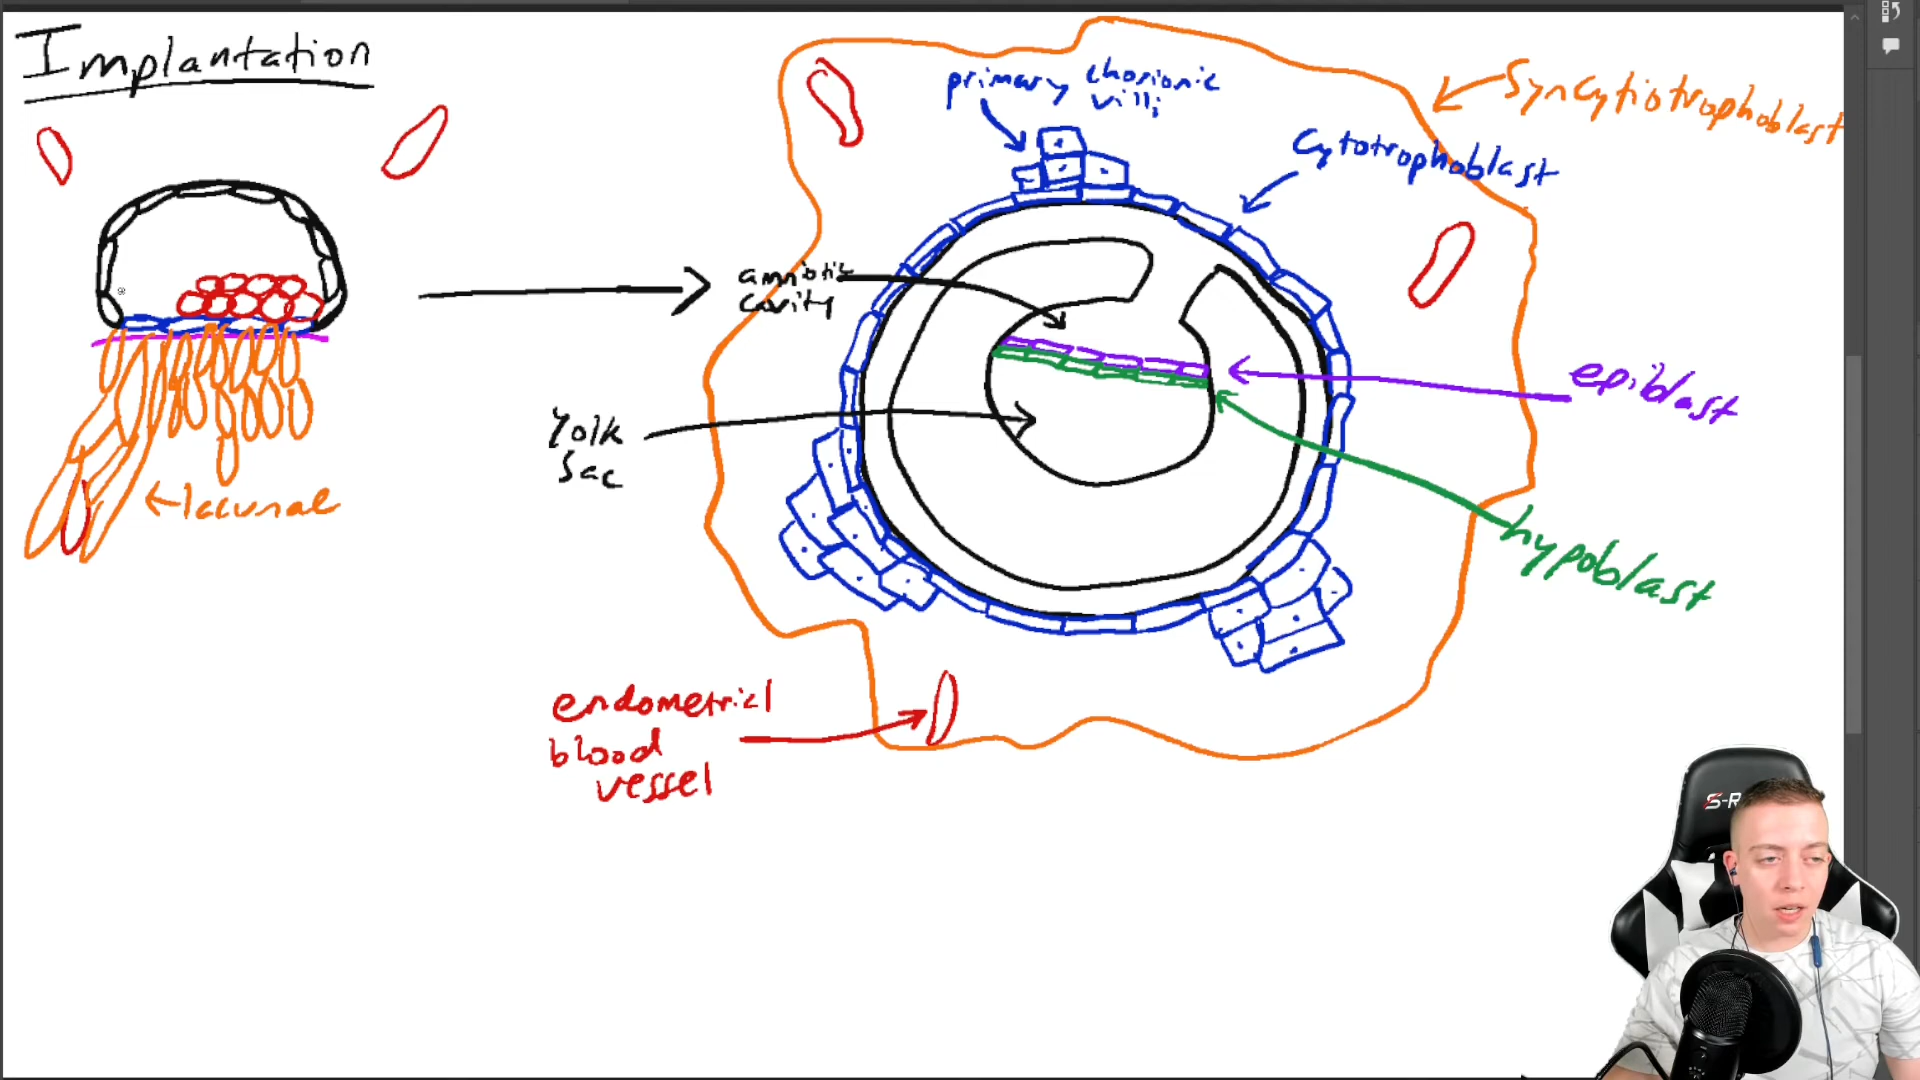 Implantation
primary chorionic
villi
Syncytiotrophoblast
Cytotrophoblast
amniotic
cavity
epiblast
Yolk
Sac
lacunae
hypoblast
endometrial
blood
vessel